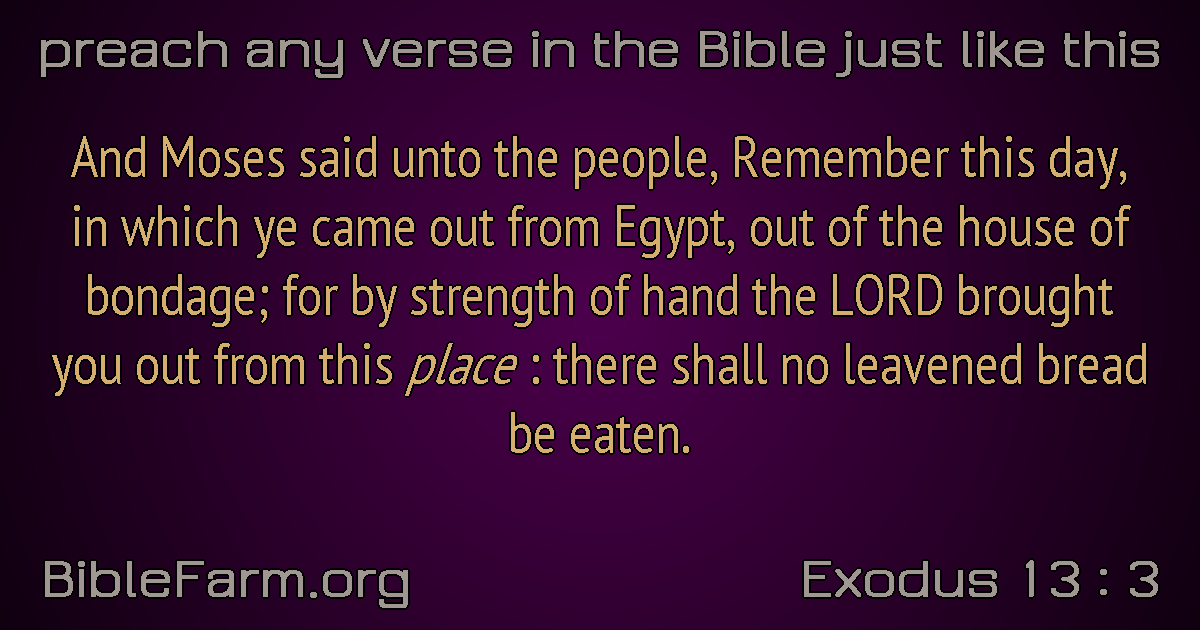 preach any verse in the Bible just like this
And Moses said unto the people, Remember this day,
in which ye came out from Egypt, out of the house of
bondage; for by strength of hand the LORD brought
you out from this place : there shall no leavened bread
be eaten.
BibleFarm.org
Exodus 13 : 3